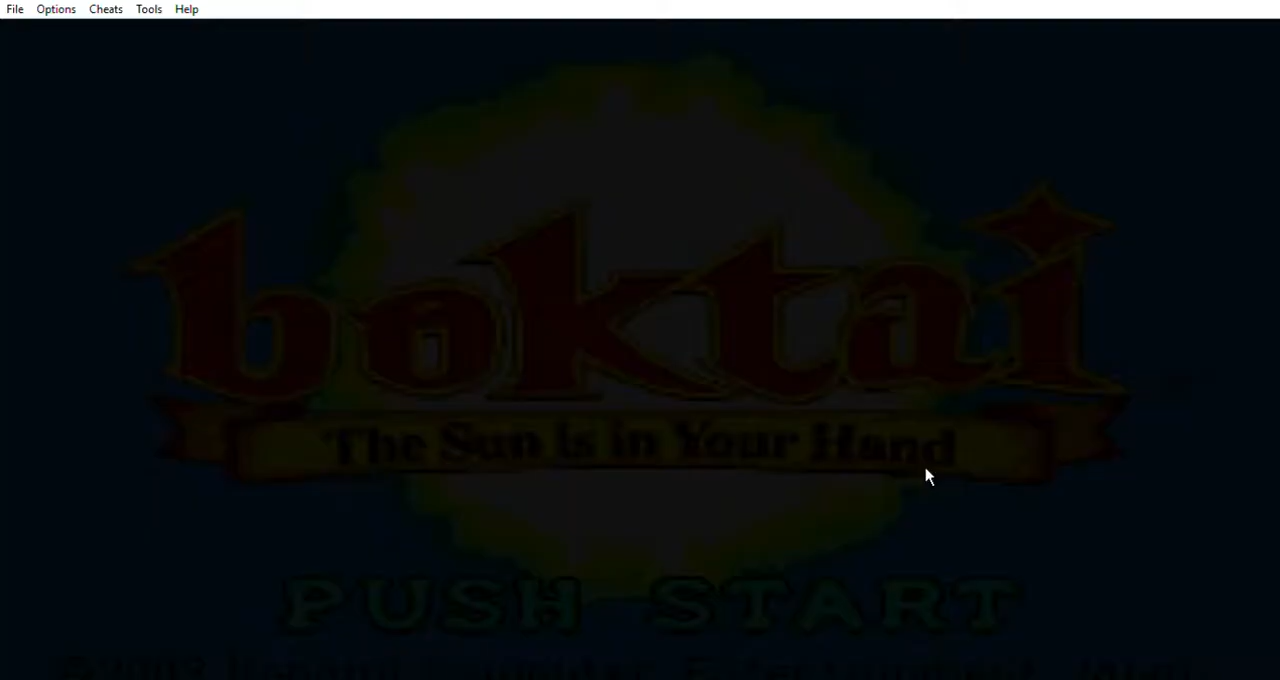 File Options Cheats Tools Help
boktai
The Sun is in Your Hand
PUSH START